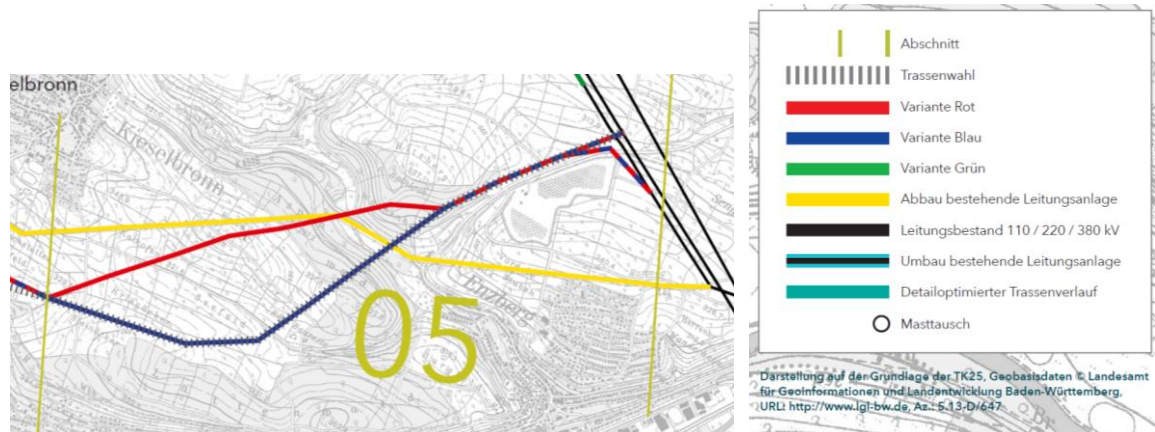 elbronn
Kieselbronn
Enzberg
05
Abschnitt
Trassenwahl
Variante Rot
Variante Blau
Variante Grün
Abbau bestehende Leitungsanlage
Leitungsbestand 110 / 220 / 380 kV
Umbau bestehende Leitungsanlage
Detailoptimierter Trassenverlauf
Masttausch
Darstellung auf der Grundlage der TK25, Geobasisdaten © Landesamt
für Geoinformationen und Landentwicklung Baden-Württemberg,
URL: http://www.lgl-bw.de, Az.: 5.13-D/647